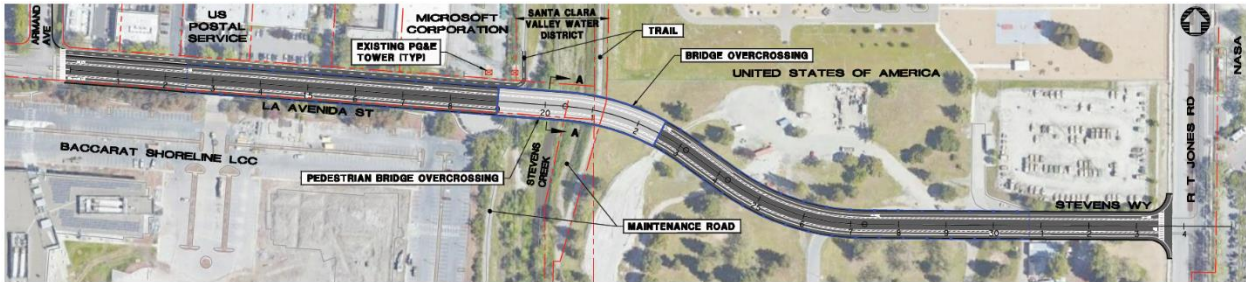 ARMAND
AVE
US
POSTAL
SERVICE
MICROSOFT
CORPORATION
SANTA CLARA
VALLEY WATER
DISTRICT
EXISTING PG&E
TOWER (TYP)
TRAIL
BRIDGE OVERCROSSING
UNITED STATES OF AMERICA
NASA
A
A
LA AVENIDA ST
20
BACCARAT SHORELINE LCC
PEDESTRIAN BRIDGE OVERCROSSING
STEVENS
CREEK
MAINTENANCE ROAD
STEVENS WY
R T JONES RD